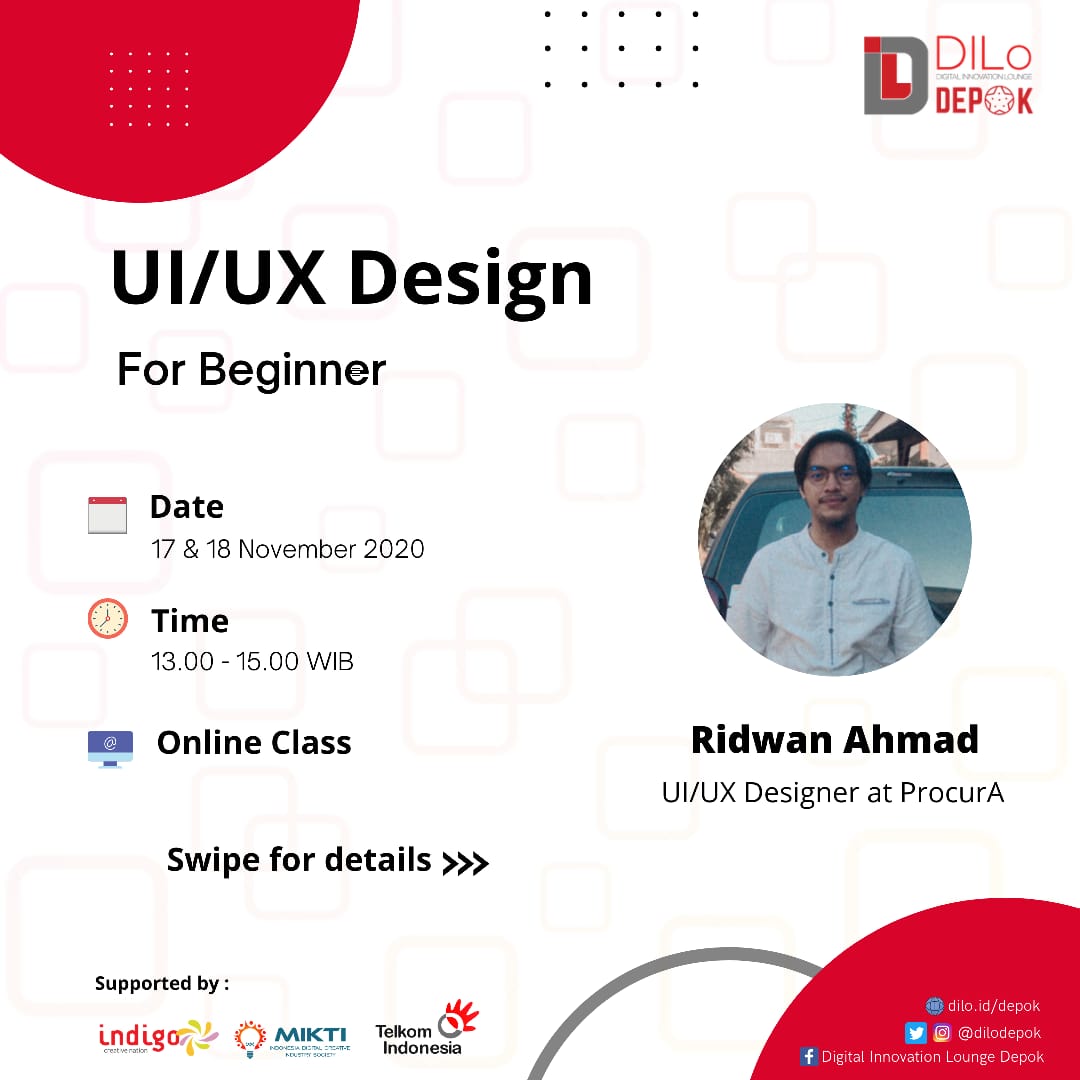 DILo
DIGITAL INNOVATION LOUNGE
DEPOK
UI/UX Design
For Beginner
Date
17 & 18 November 2020
Time
13.00 - 15.00 WIB
@
Online Class
Ridwan Ahmad
UI/UX Designer at ProcurA
Swipe for details >>>
Supported by :
indigo
creative nation
MIKTI
INDONESIA DIGITAL CREATIVE
INDUSTRY SOCIETY
Telkom
Indonesia
dilo.id/depok
@dilodepok
Digital Innovation Lounge Depok